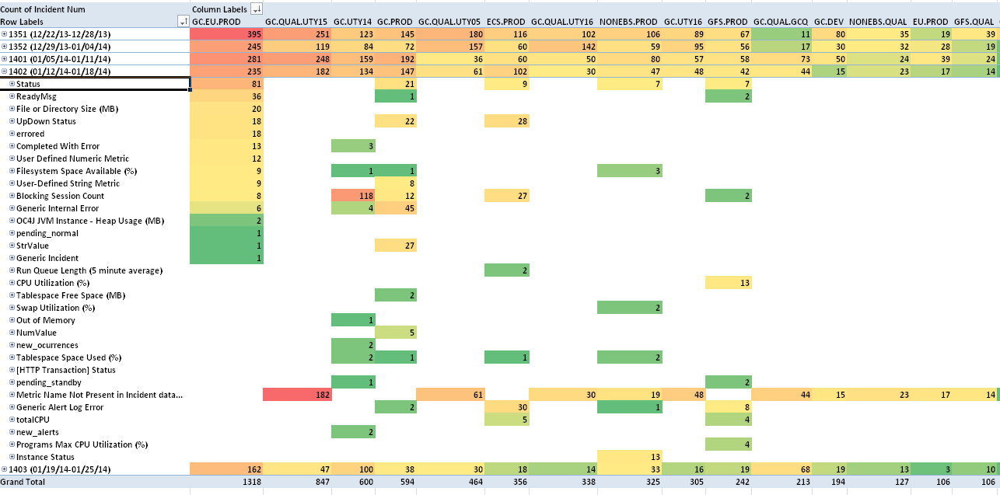 Count of Incident Num Column Labels
Row Labels GC.EU.PROD GC.QUAL.UTY15 GC.UTY14 GC.PROD GC.QUAL.UTY05 ECS.PROD GC.QUAL.UTY16 NONEBS.PROD GC.UTY16 GFS.PROD GC.QUAL.GCQ GC.DEV NONEBS.QUAL EU.PROD GFS.QUAL
1351 (12/22/13-12/28/13) 395 251 123 145 180 116 102 106 89 67 11 80 35 19 39
1352 (12/29/13-01/04/14) 245 119 84 72 157 60 142 59 95 56 17 30 32 28 19
1401 (01/05/14-01/11/14) 281 248 159 192 36 60 50 80 57 58 73 50 24 39 24
1402 (01/12/14-01/18/14) 235 182 134 147 61 102 30 47 48 42 44 15 23 17 14
Status 81 21 9 7 7
ReadyMsg 36 1 2
File or Directory Size (MB) 20
UpDown Status 18 22 28
errored 18
Completed With Error 13 3
User Defined Numeric Metric 12
Filesystem Space Available (%) 9 1 1 3
User-Defined String Metric 9 8
Blocking Session Count 8 118 12 27 2
Generic Internal Error 6 4 45
OC4J JVM Instance - Heap Usage (MB) 2
pending_normal 1
StrValue 1 27
Generic Incident 1
Run Queue Length (5 minute average) 2
CPU Utilization (%) 13
Tablespace Free Space (MB) 2
Swap Utilization (%) 2
Out of Memory 1
NumValue 5
new_ocurrences 2
Tablespace Space Used (%) 2 1 1 2
[HTTP Transaction] Status
pending_standby 1 2
Metric Name Not Present in Incident data... 182 61 30 19 48 44 15 23 17 14
Generic Alert Log Error 2 30 1 8
totalCPU 5 4
new_alerts 2
Programs Max CPU Utilization (%) 4
Instance Status 13
1403 (01/19/14-01/25/14) 162 47 100 38 30 18 14 33 16 19 68 19 13 3 10
Grand Total 1318 847 600 594 464 356 338 325 305 242 213 194 127 106 106